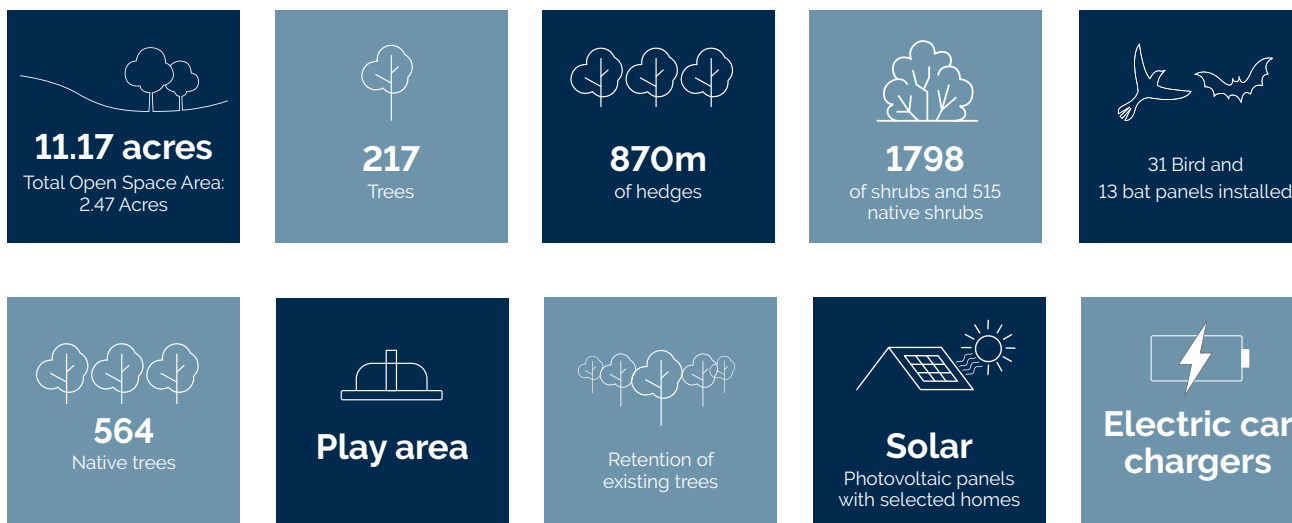 11.17 acres
Total Open Space Area:
2.47 Acres
217
Trees
870m
of hedges
1798
of shrubs and 515
native shrubs
31 Bird and
13 bat panels installed
564
Native trees
Play area
Retention of
existing trees
Solar
Photovoltaic panels
with selected homes
Electric car
chargers